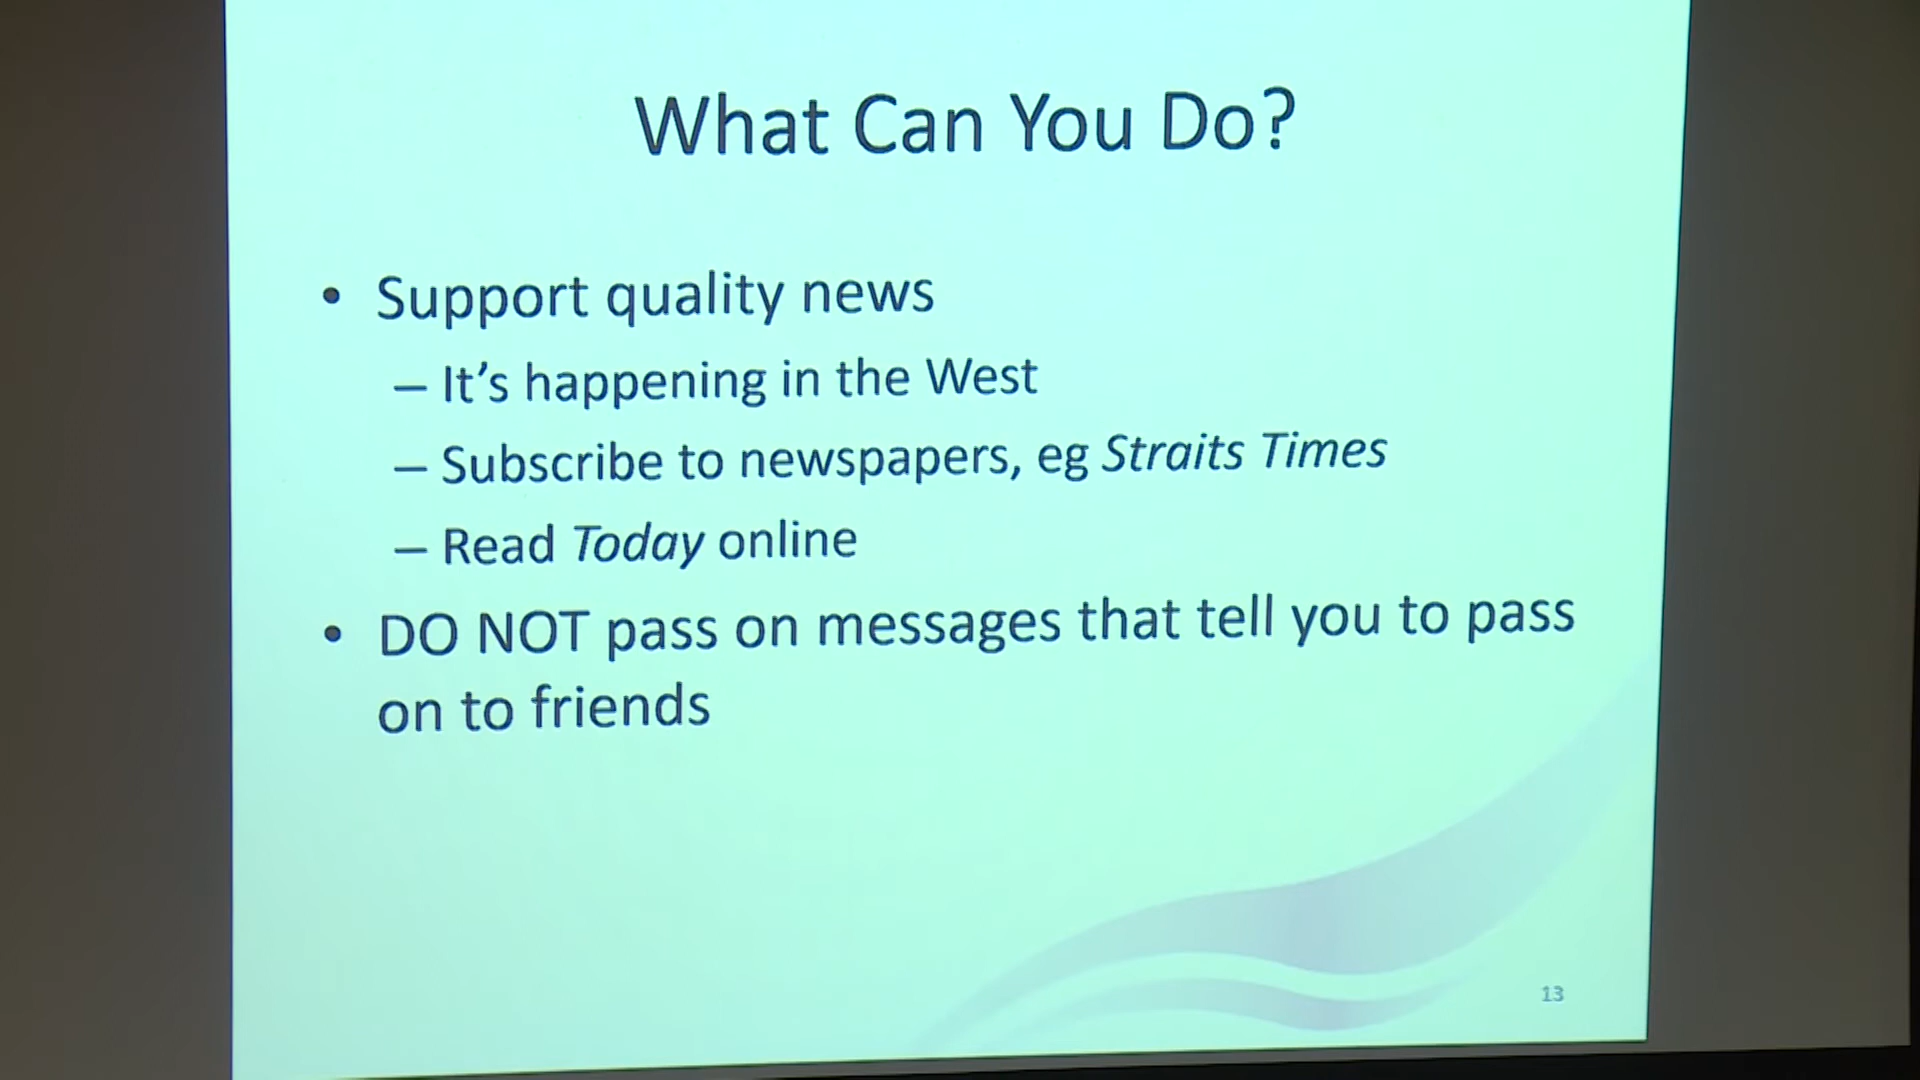 What Can You Do?
• Support quality news
– It's happening in the West
– Subscribe to newspapers, eg Straits Times
– Read Today online
• DO NOT pass on messages that tell you to pass
on to friends
13